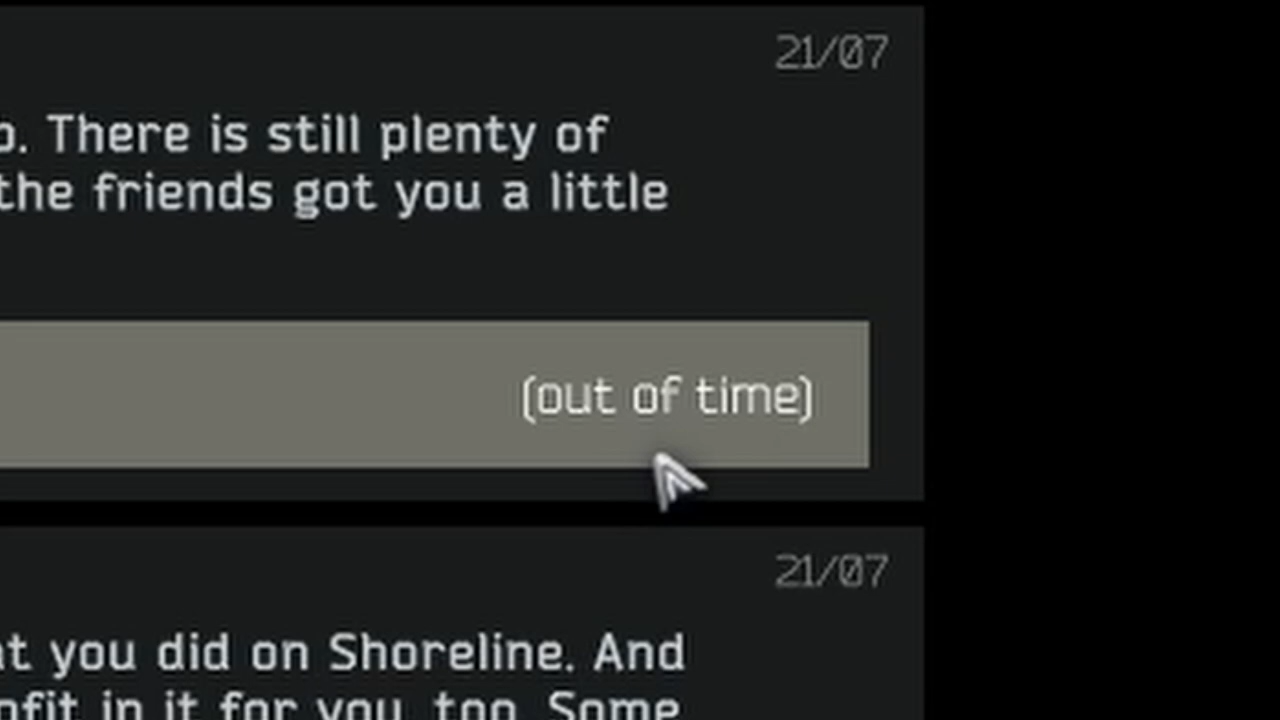 21/07
o. There is still plenty of
the friends got you a little
(out of time)
21/07
at you did on Shoreline. And
ofit in it for you, too. Some